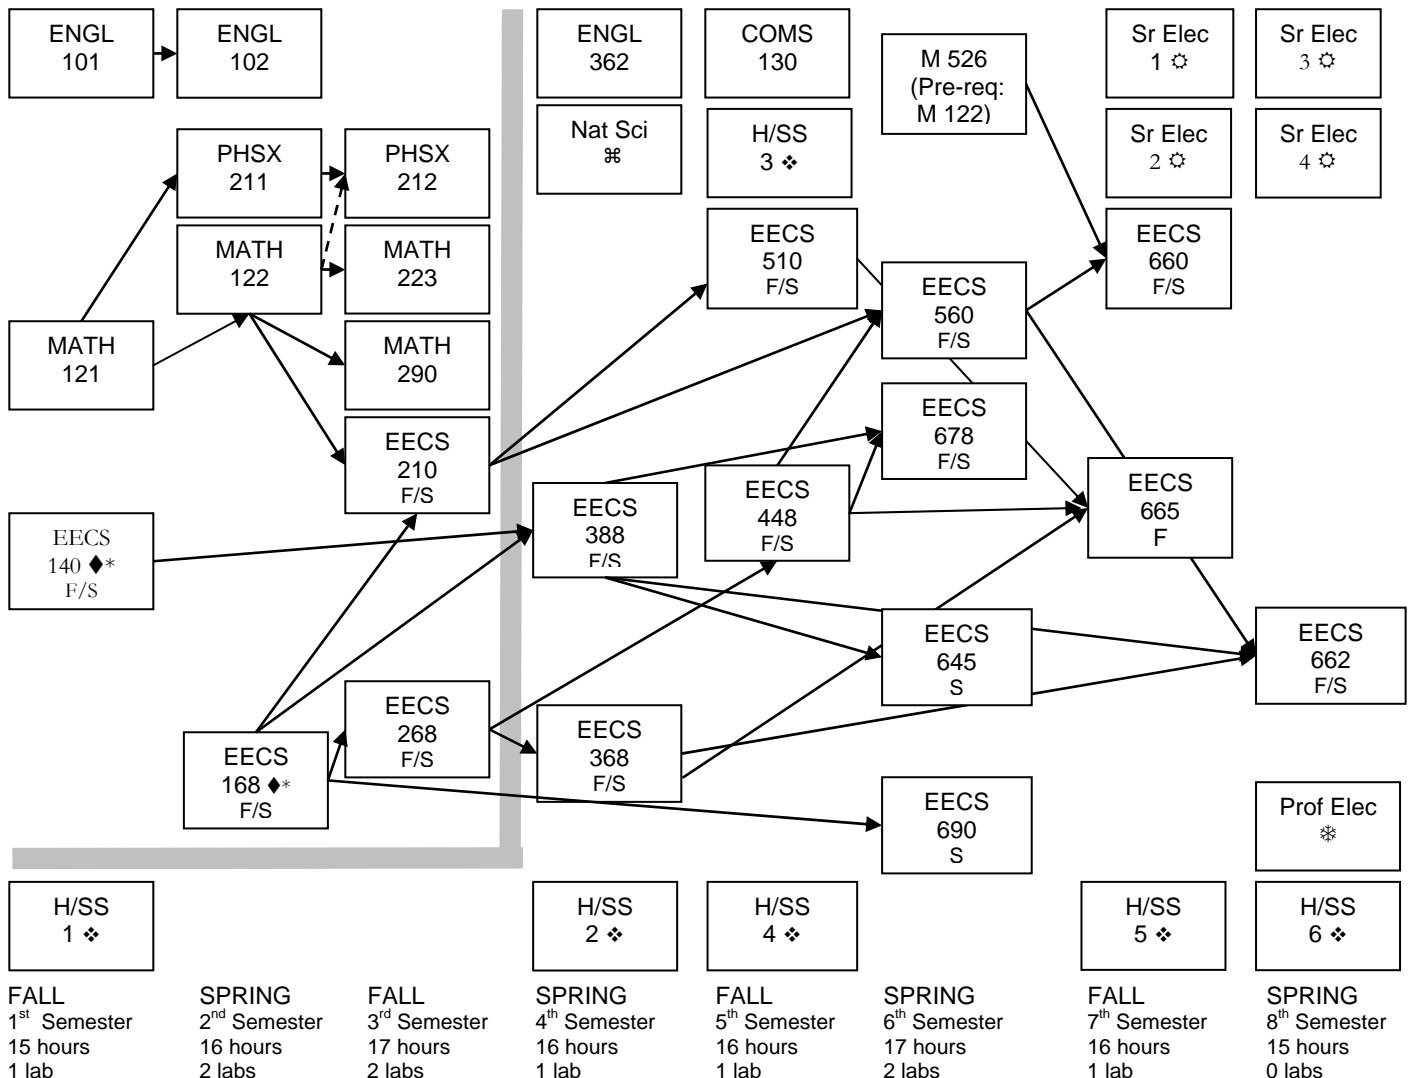 ENGL
101
ENGL
102
ENGL
362
COMS
130
M 526
(Pre-req:
M 122)
Sr Elec
1 ☼
Sr Elec
3 ☼
PHSX
211
PHSX
212
Nat Sci
⌘
H/SS
3 ❖
Sr Elec
2 ☼
Sr Elec
4 ☼
MATH
122
MATH
223
EECS
510
F/S
EECS
560
F/S
EECS
660
F/S
MATH
121
MATH
290
EECS
210
F/S
EECS
678
F/S
EECS
140 ♦*
F/S
EECS
388
F/S
EECS
448
F/S
EECS
665
F
EECS
645
S
EECS
662
F/S
EECS
168 ♦*
F/S
EECS
268
F/S
EECS
368
F/S
EECS
690
S
Prof Elec
❄
H/SS
1 ❖
H/SS
2 ❖
H/SS
4 ❖
H/SS
5 ❖
H/SS
6 ❖
FALL
1st Semester
15 hours
1 lab
SPRING
2nd Semester
16 hours
2 labs
FALL
3rd Semester
17 hours
2 labs
SPRING
4th Semester
16 hours
1 lab
FALL
5th Semester
16 hours
1 lab
SPRING
6th Semester
17 hours
2 labs
FALL
7th Semester
16 hours
1 lab
SPRING
8th Semester
15 hours
0 labs